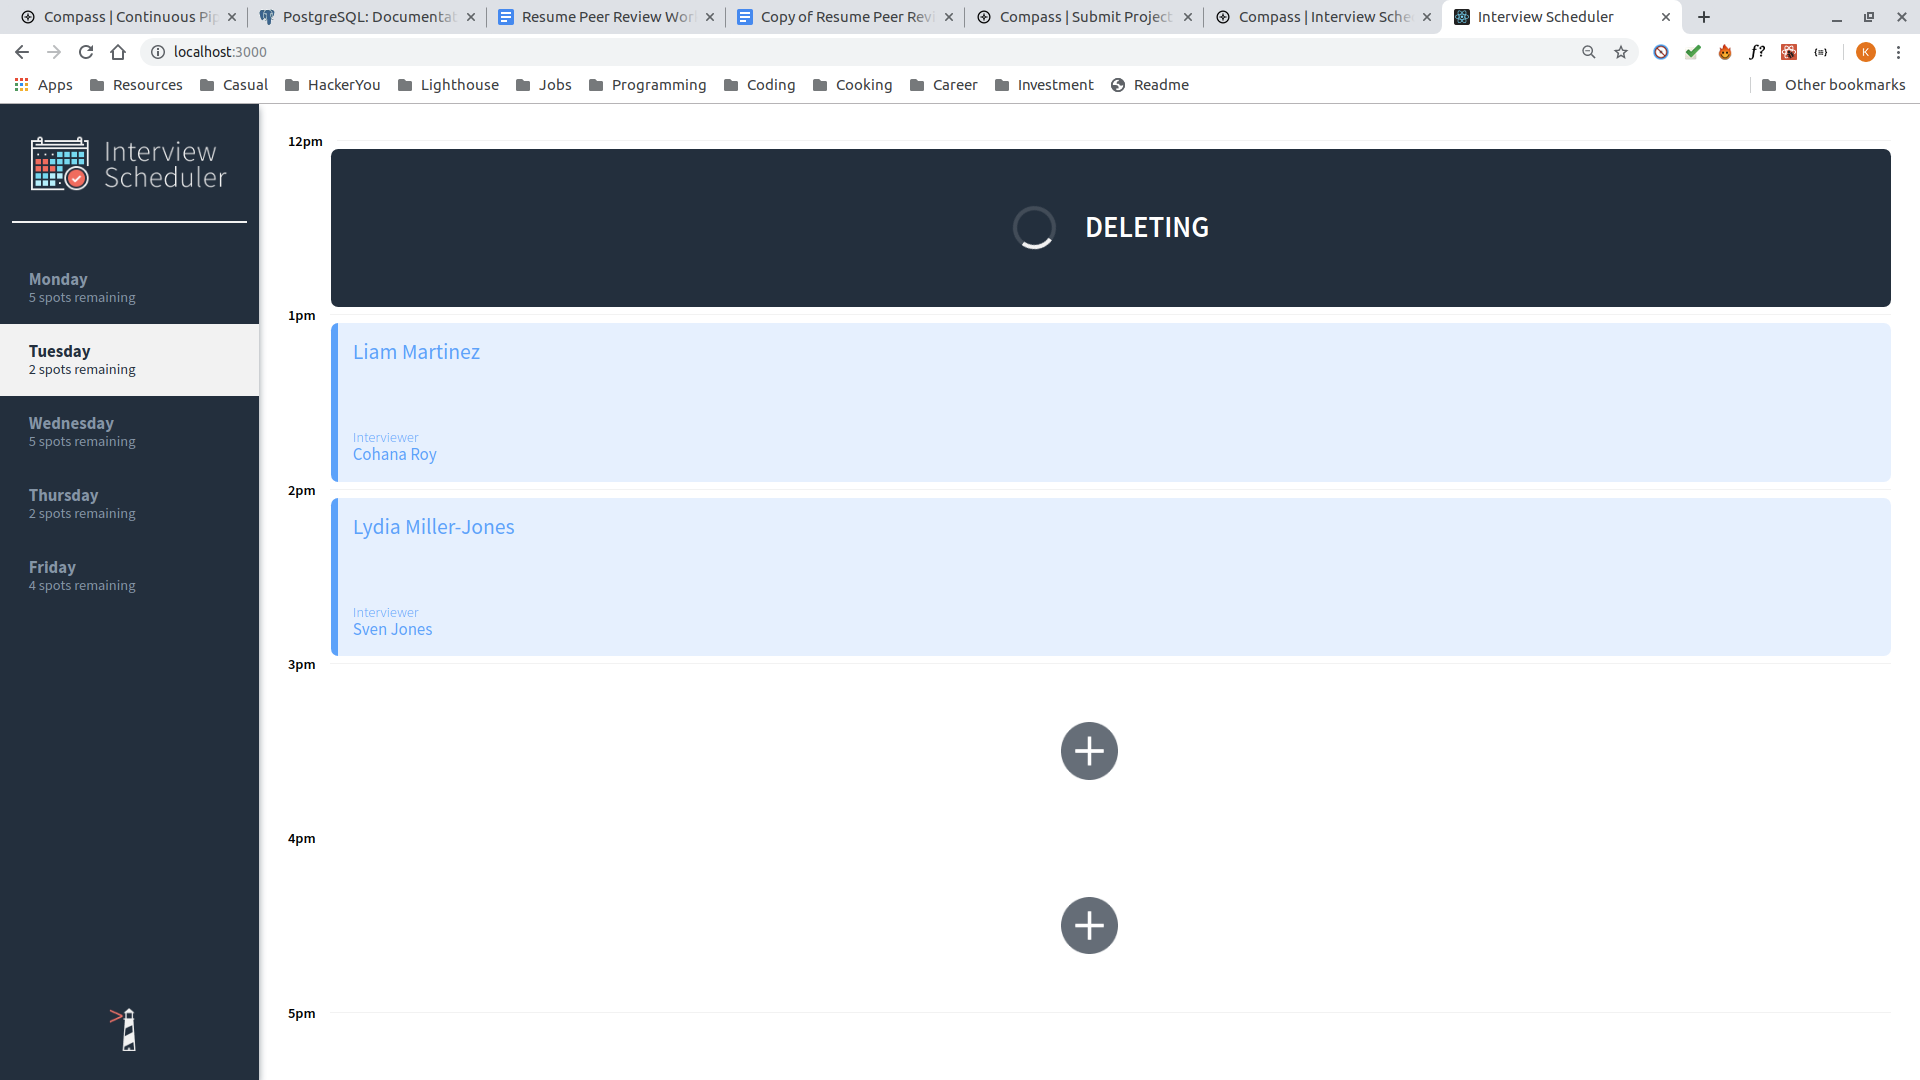 Compass | Continuous Pip
PostgreSQL: Documentat
Resume Peer Review Wor
Copy of Resume Peer Revi
Compass | Submit Project
Compass | Interview Sche
Interview Scheduler
localhost:3000
f?
K
Apps
Resources
Casual
HackerYou
Lighthouse
Jobs
Programming
Coding
Cooking
Career
Investment
Readme
Other bookmarks
Interview
Scheduler
Monday
5 spots remaining
Tuesday
2 spots remaining
Wednesday
5 spots remaining
Thursday
2 spots remaining
Friday
4 spots remaining
12pm
DELETING
1pm
Liam Martinez
Interviewer
Cohana Roy
2pm
Lydia Miller-Jones
Interviewer
Sven Jones
3pm
4pm
5pm